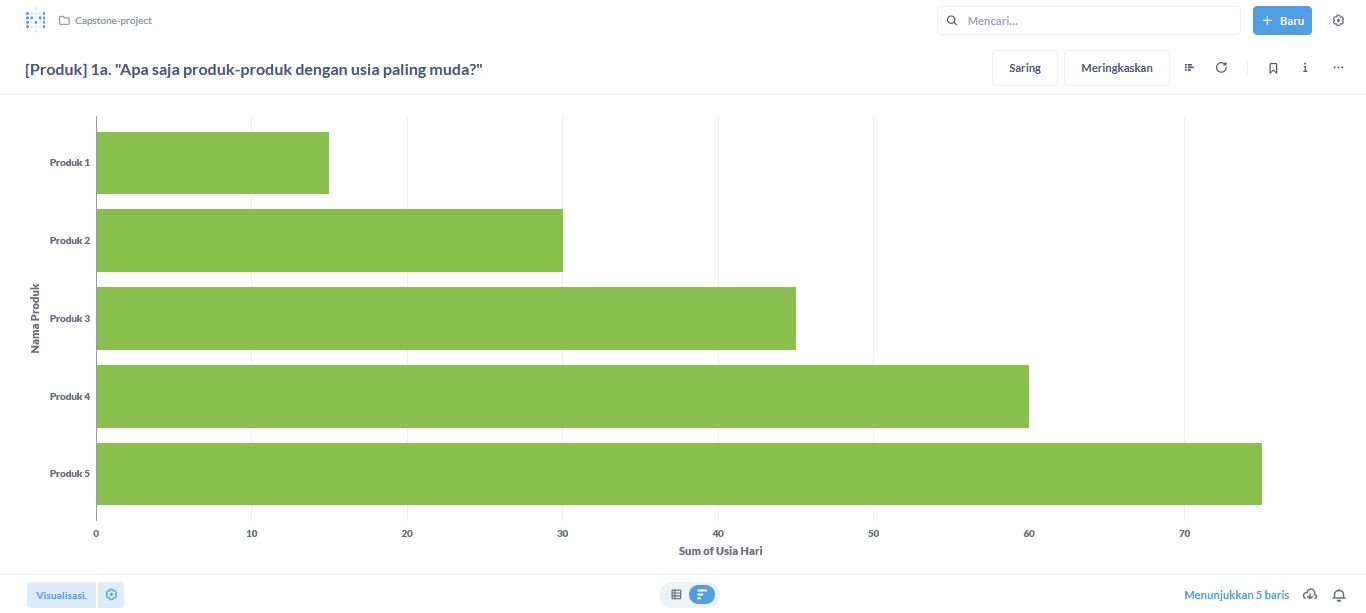 Capstone-project
Mencari...
Baru
[Produk] 1a. "Apa saja produk-produk dengan usia paling muda?"
Saring
Meringkaskan
Produk 1
Produk 2
Produk 3
Produk 4
Produk 5
Nama Produk
0 10 20 30 40 50 60 70
Sum of Usia Hari
Visualisasi.
Menunjukkan 5 baris